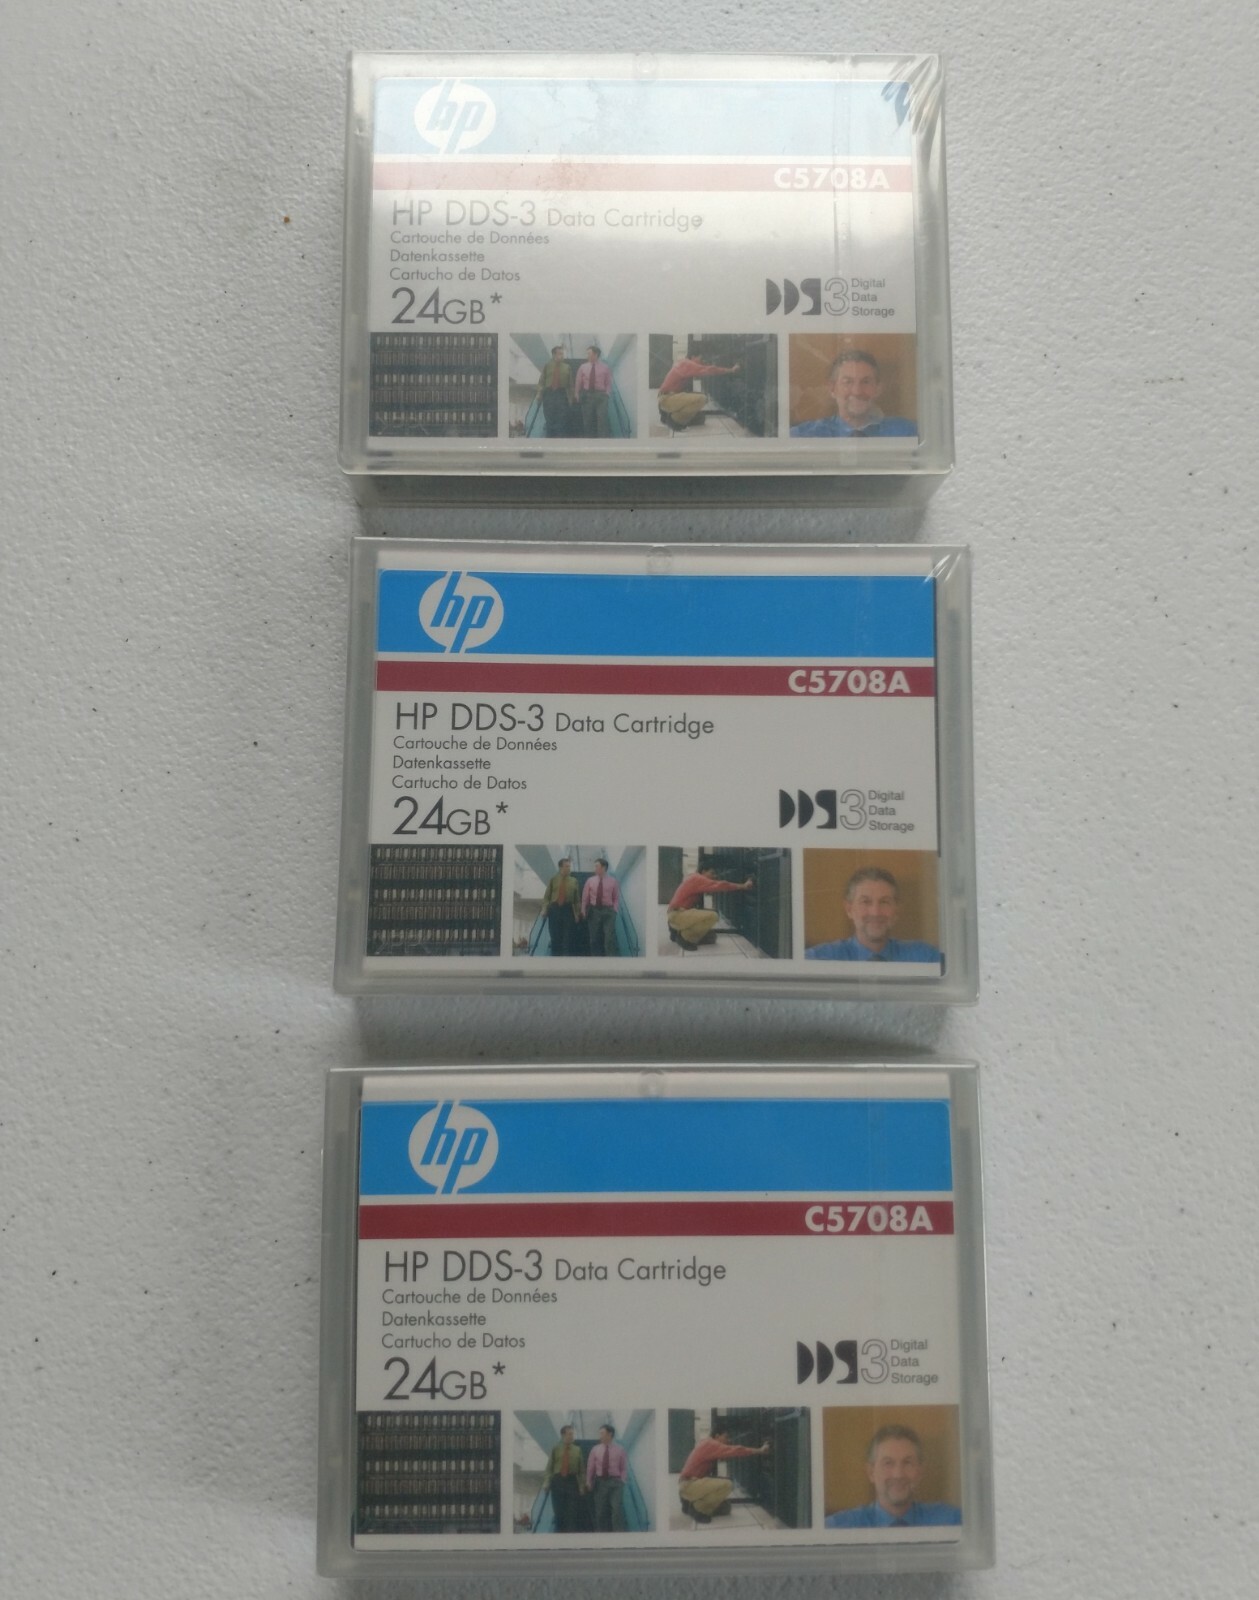 hp
C5708A
HP DDS-3 Data Cartridge
Cartouche de Données
Datenkassette
Cartucho de Datos
24GB*
DDS3 Digital
Data
Storage
hp
C5708A
HP DDS-3 Data Cartridge
Cartouche de Données
Datenkassette
Cartucho de Datos
24GB*
DDS3 Digital
Data
Storage
hp
C5708A
HP DDS-3 Data Cartridge
Cartouche de Données
Datenkassette
Cartucho de Datos
24GB*
DDS3 Digital
Data
Storage